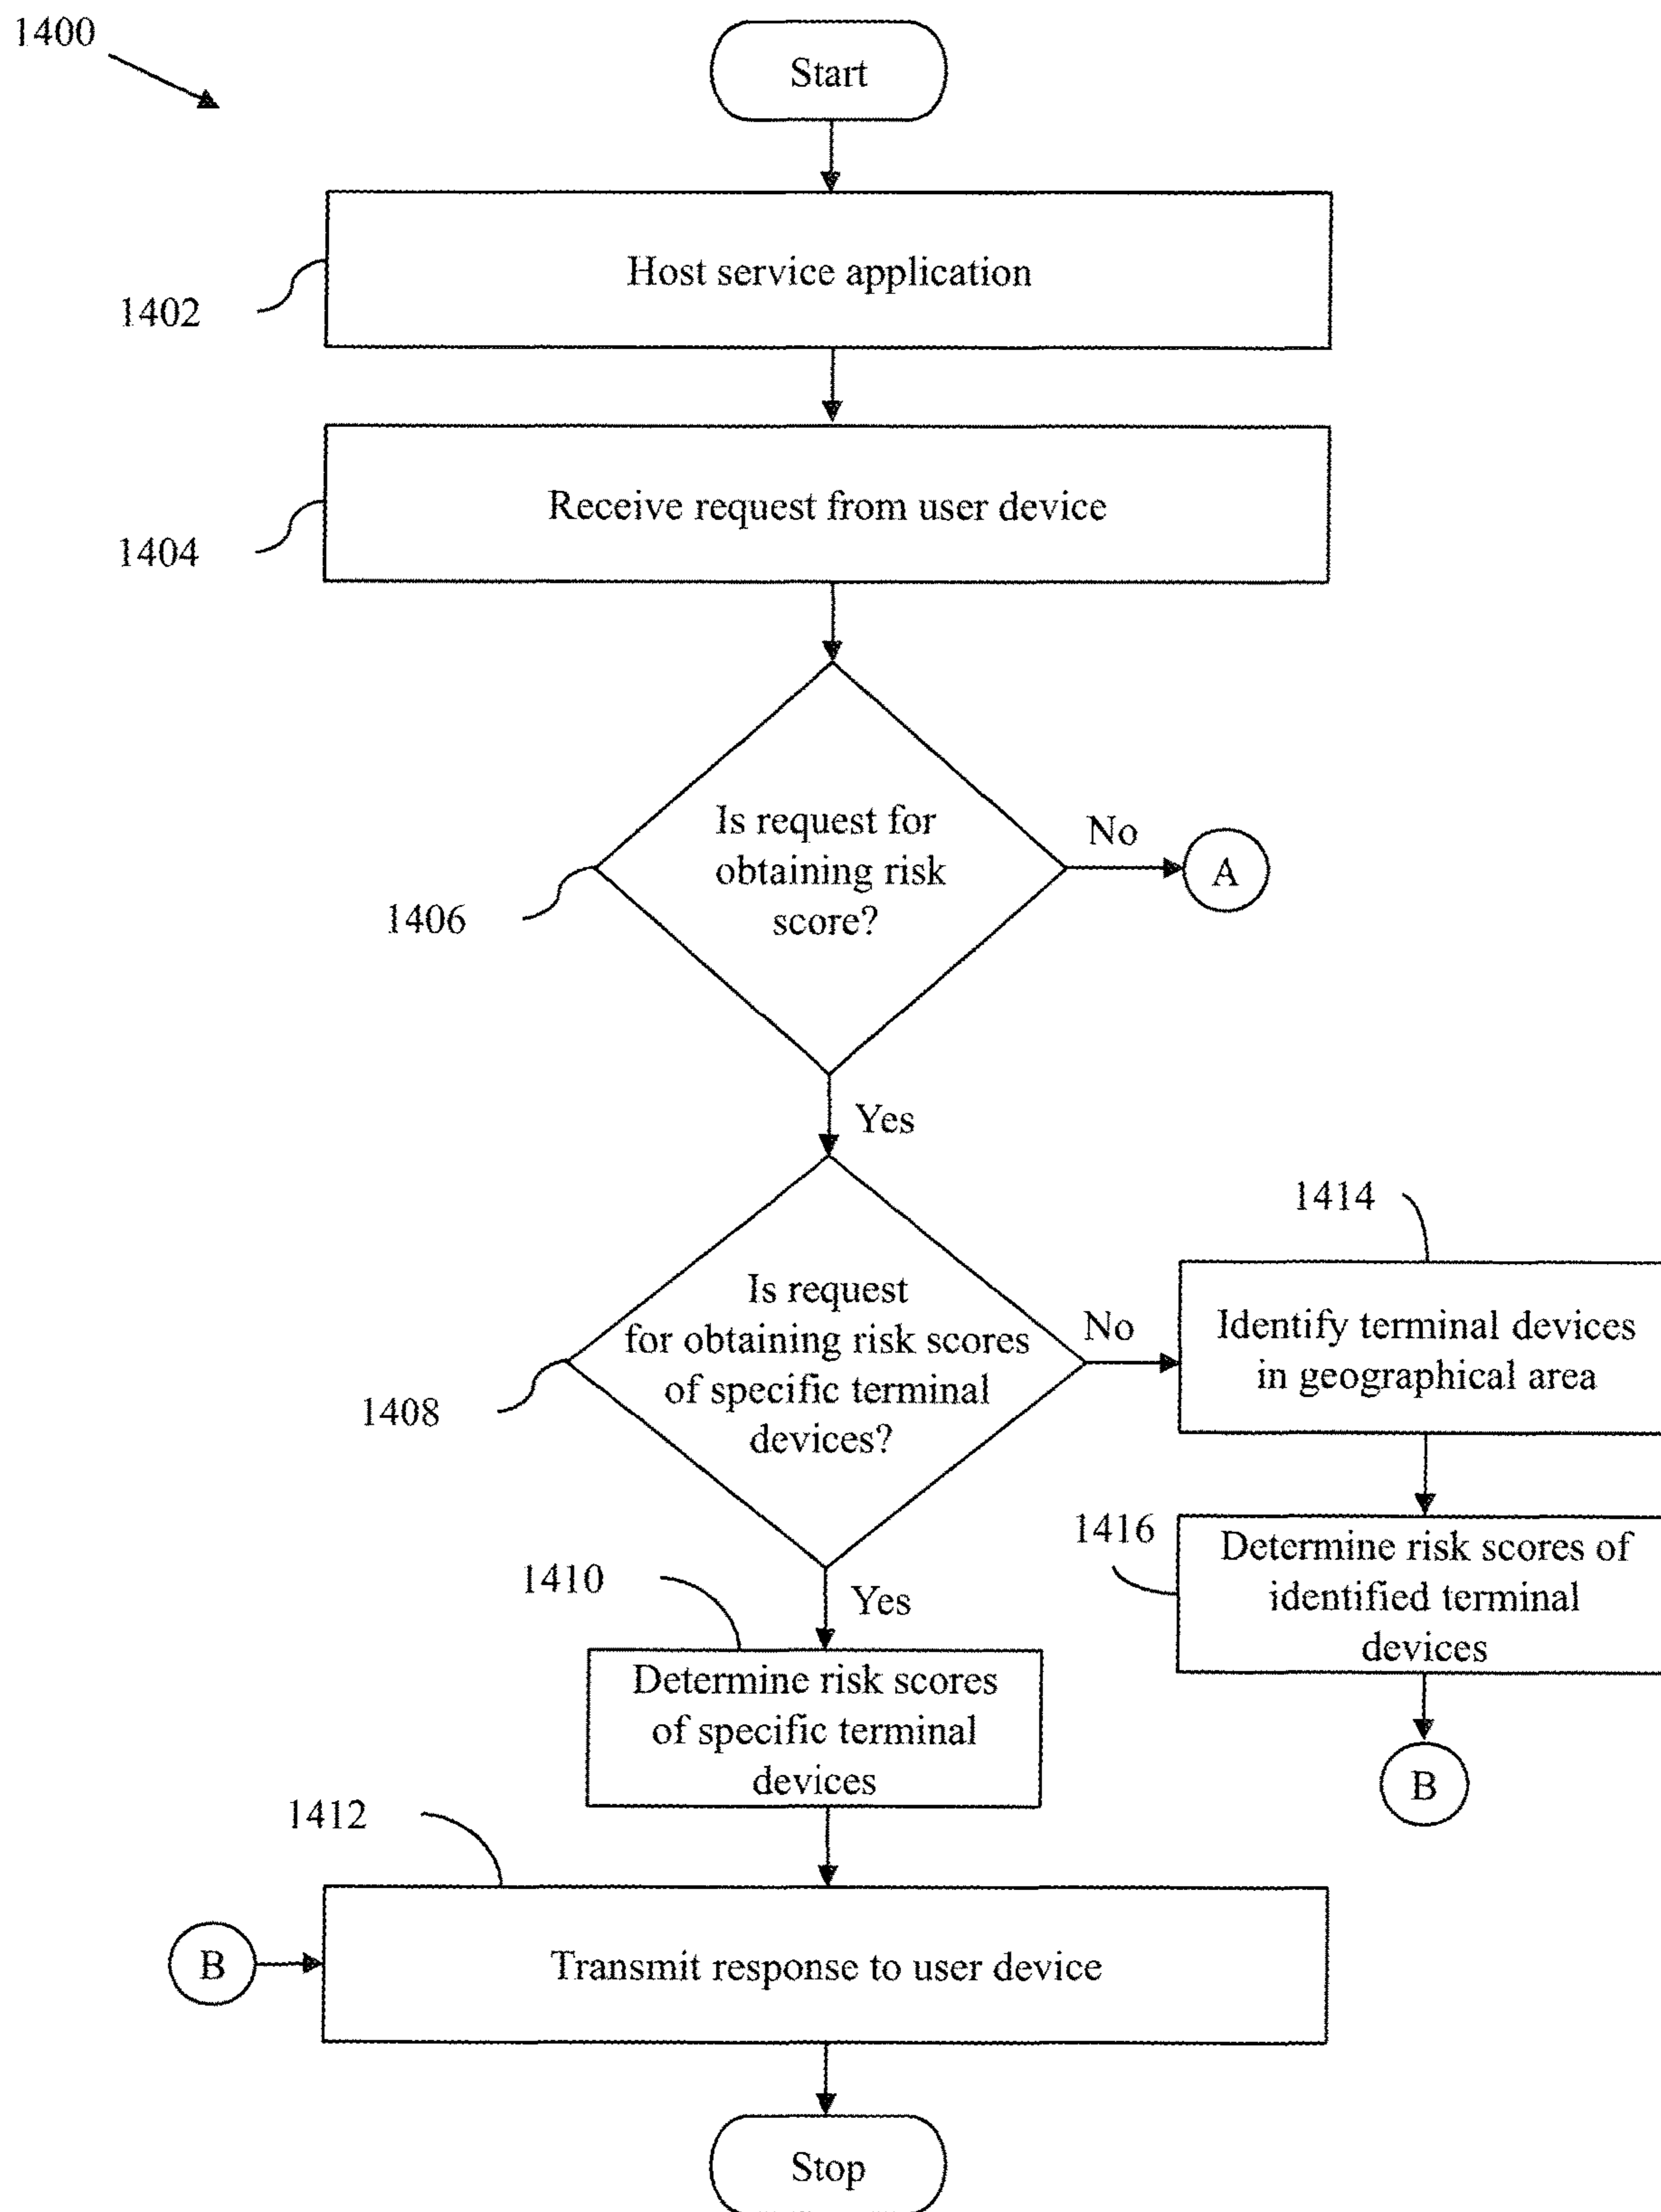 1400
Start
Host service application
1402
Receive request from user device
1404
Is request for
obtaining risk
score?
No
A
1406
Yes
1414
Is request
for obtaining risk scores
of specific terminal
devices?
No
Identify terminal devices
in geographical area
1408
1416
Determine risk scores of
identified terminal
devices
1410
Yes
Determine risk scores
of specific terminal
devices
B
1412
B
Transmit response to user device
Stop